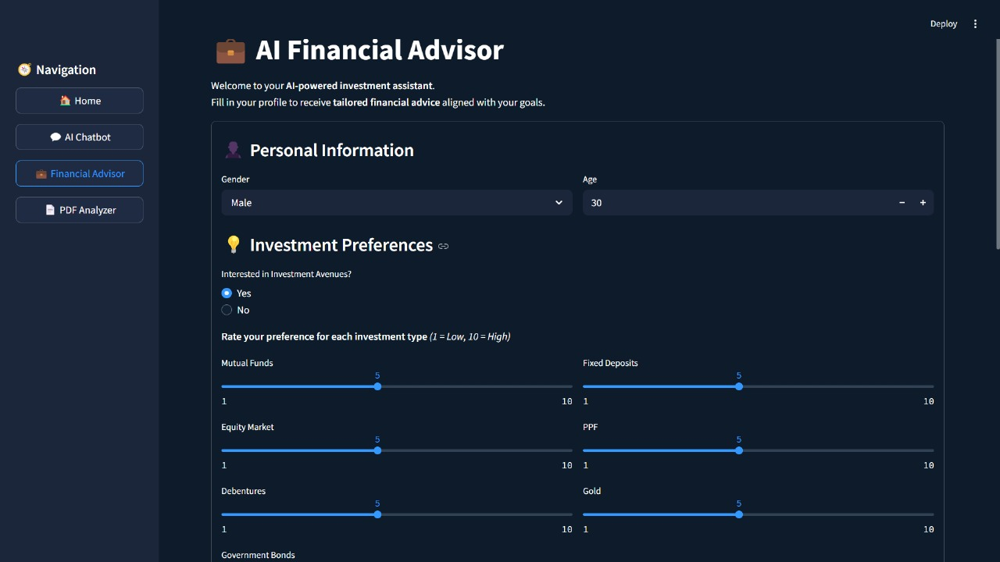 Deploy
Navigation
Home
AI Chatbot
Financial Advisor
PDF Analyzer
AI Financial Advisor
Welcome to your AI-powered investment assistant.
Fill in your profile to receive tailored financial advice aligned with your goals.
Personal Information
Gender Age
Male 30 − +
Investment Preferences
Interested in Investment Avenues?
Yes
No
Rate your preference for each investment type (1 = Low, 10 = High)
Mutual Funds Fixed Deposits
5 5
1 10 1 10
Equity Market PPF
5 5
1 10 1 10
Debentures Gold
5 5
1 10 1 10
Government Bonds